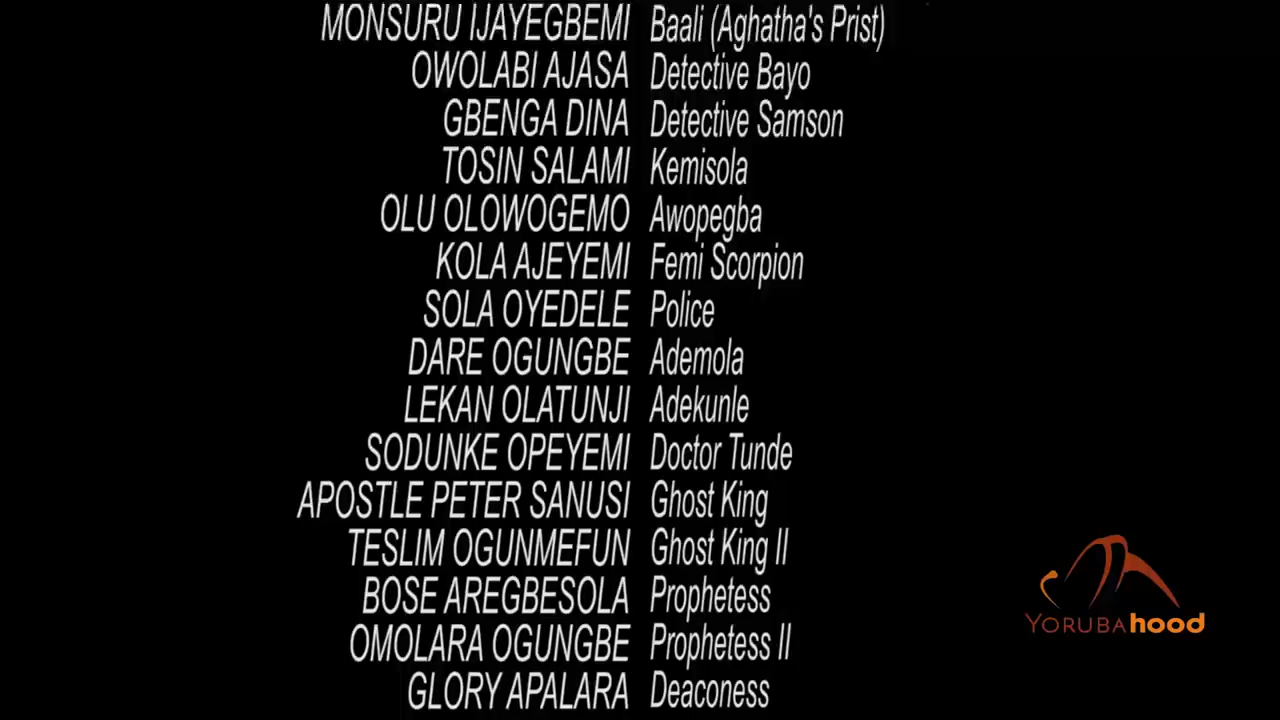 MONSURU IJAYEGBEMI Baali (Aghatha's Prist)
OWOLABI AJASA Detective Bayo
GBENGA DINA Detective Samson
TOSIN SALAMI Kemisola
OLU OLOWOGEMO Awopegba
KOLA AJEYEMI Femi Scorpion
SOLA OYEDELE Police
DARE OGUNGBE Ademola
LEKAN OLATUNJI Adekunle
SODUNKE OPEYEMI Doctor Tunde
APOSTLE PETER SANUSI Ghost King
TESLIM OGUNMEFUN Ghost King II
BOSE AREGBESOLA Prophetess
OMOLARA OGUNGBE Prophetess II
GLORY APALARA Deaconess
YORUBAhood